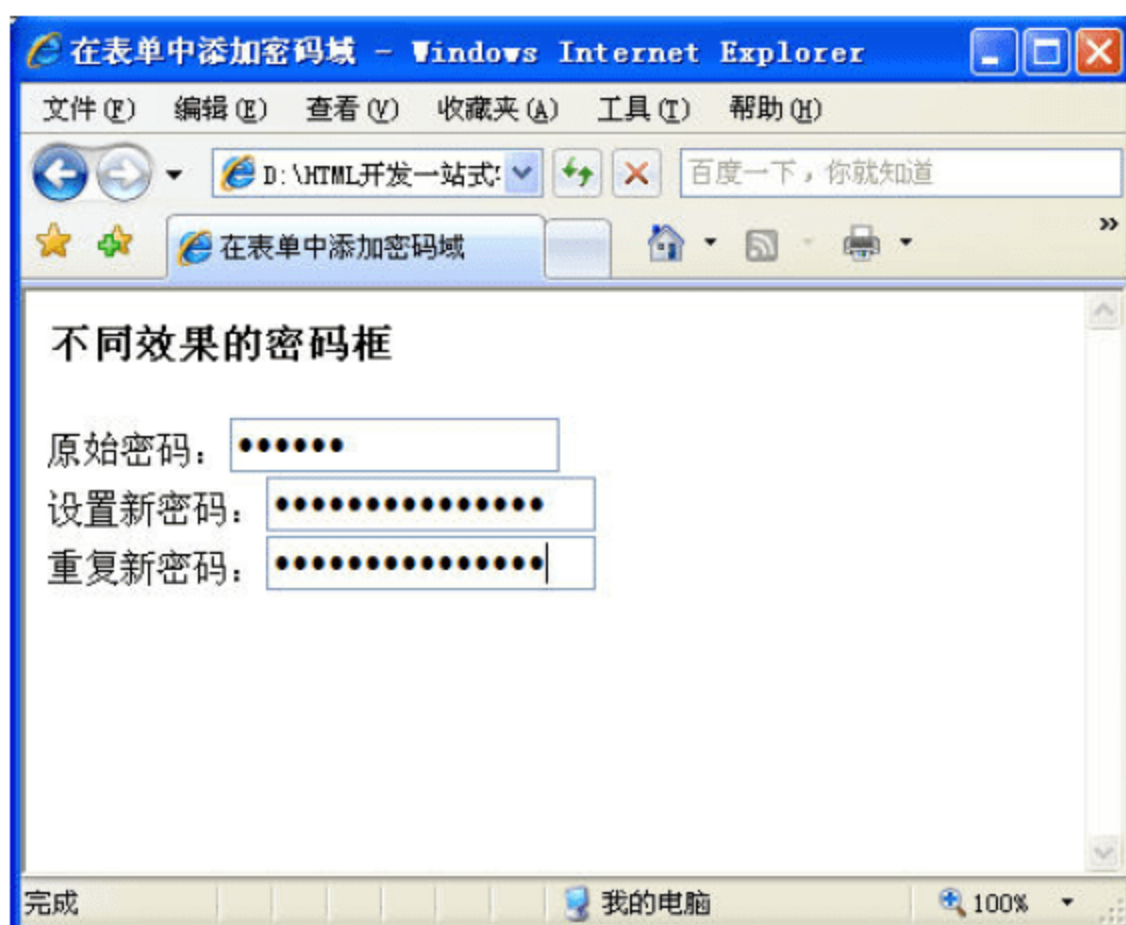 在表单中添加密码域 - Windows Internet Explorer
文件(F) 编辑(E) 查看(V) 收藏夹(A) 工具(T) 帮助(H)
D:\HTML开发一站式 百度一下，你就知道
在表单中添加密码域
不同效果的密码框
原始密码：●●●●●●
设置新密码：●●●●●●●●●●●●●●●
重复新密码：●●●●●●●●●●●●●●●
完成 我的电脑 100%